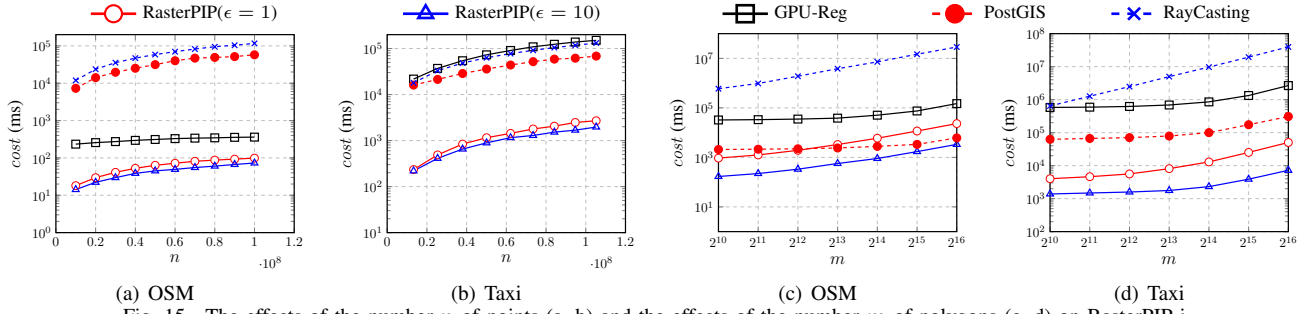 RasterPIP(ϵ = 1) RasterPIP(ϵ = 10) GPU-Reg PostGIS RayCasting
cost (ms)
10^5
10^4
10^3
10^2
10^1
10^0
0 0.2 0.4 0.6 0.8 1 1.2
n
·10^8
(a) OSM
cost (ms)
10^5
10^4
10^3
10^2
10^1
0 0.2 0.4 0.6 0.8 1 1.2
n
·10^8
(b) Taxi
cost (ms)
10^7
10^5
10^3
10^1
2^10 2^11 2^12 2^13 2^14 2^15 2^16
m
(c) OSM
cost (ms)
10^8
10^7
10^6
10^5
10^4
10^3
10^2
2^10 2^11 2^12 2^13 2^14 2^15 2^16
m
(d) Taxi